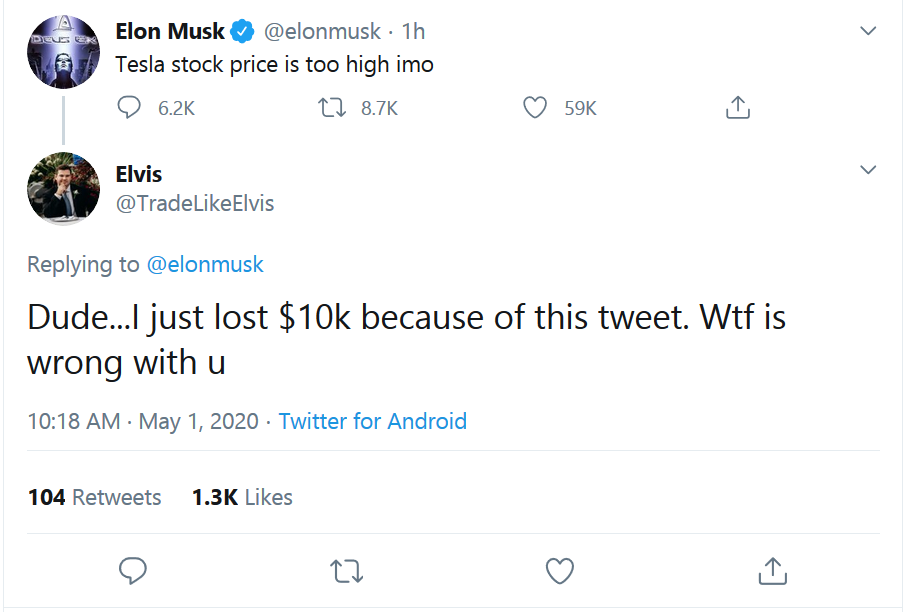 Elon Musk @elonmusk · 1h
Tesla stock price is too high imo
6.2K 8.7K 59K
Elvis
@TradeLikeElvis
Replying to @elonmusk
Dude...I just lost $10k because of this tweet. Wtf is
wrong with u
10:18 AM · May 1, 2020 · Twitter for Android
104 Retweets 1.3K Likes